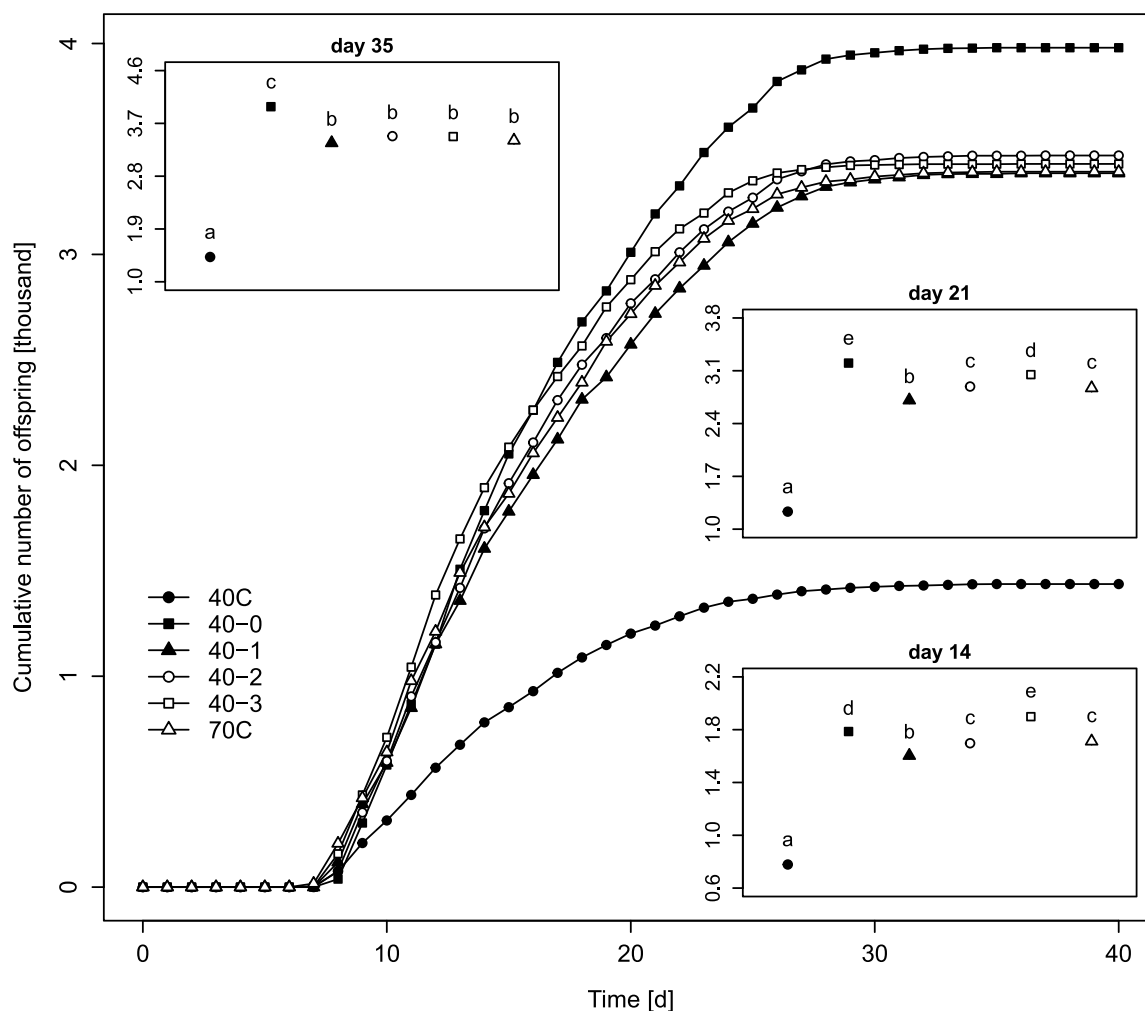 Cumulative number of offspring [thousand]
4
3
2
1
0
day 35
4.6
3.7
2.8
1.9
1.0
a
c
b
b
b
b
day 21
3.8
3.1
2.4
1.7
1.0
a
e
b
c
d
c
40C
40−0
40−1
40−2
40−3
70C
day 14
2.2
1.8
1.4
1.0
0.6
a
d
b
c
e
c
0 10 20 30 40
Time [d]